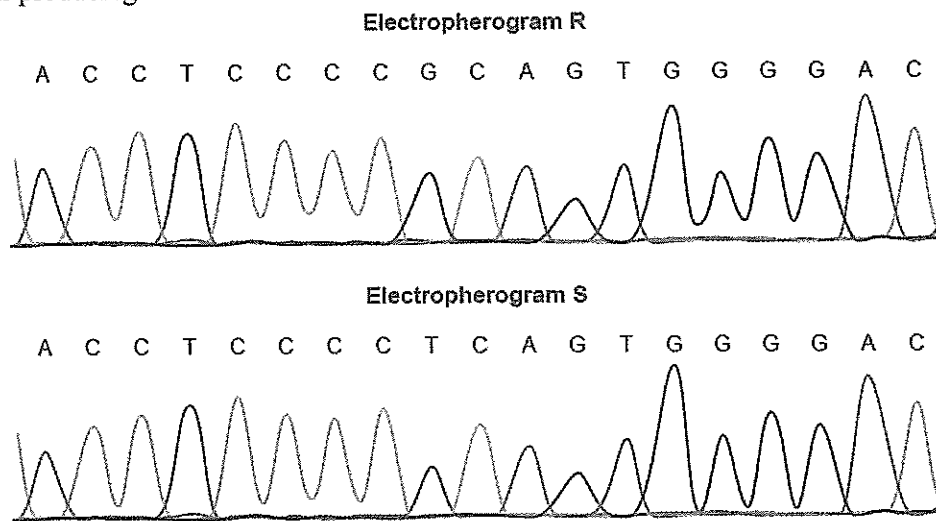 Electropherogram R
A C C T C C C C G C A G T G G G G A C
Electropherogram S
A C C T C C C C T C A G T G G G G A C